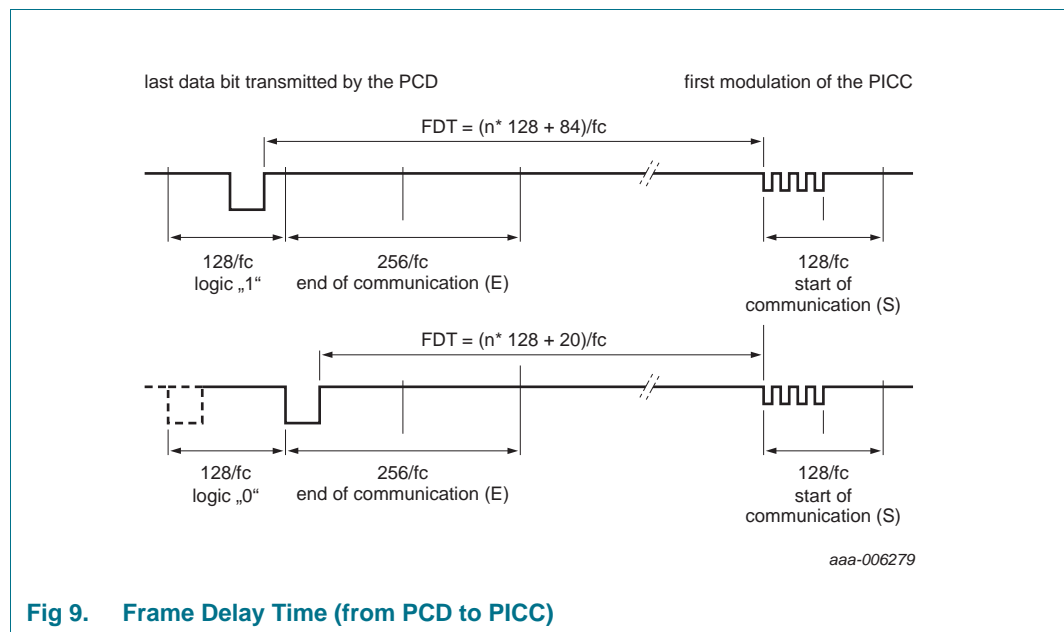 last data bit transmitted by the PCD
first modulation of the PICC
FDT = (n* 128 + 84)/fc
128/fc
logic „1“
256/fc
end of communication (E)
128/fc
start of
communication (S)
FDT = (n* 128 + 20)/fc
128/fc
logic „0“
256/fc
end of communication (E)
128/fc
start of
communication (S)
aaa-006279
Fig 9. Frame Delay Time (from PCD to PICC)